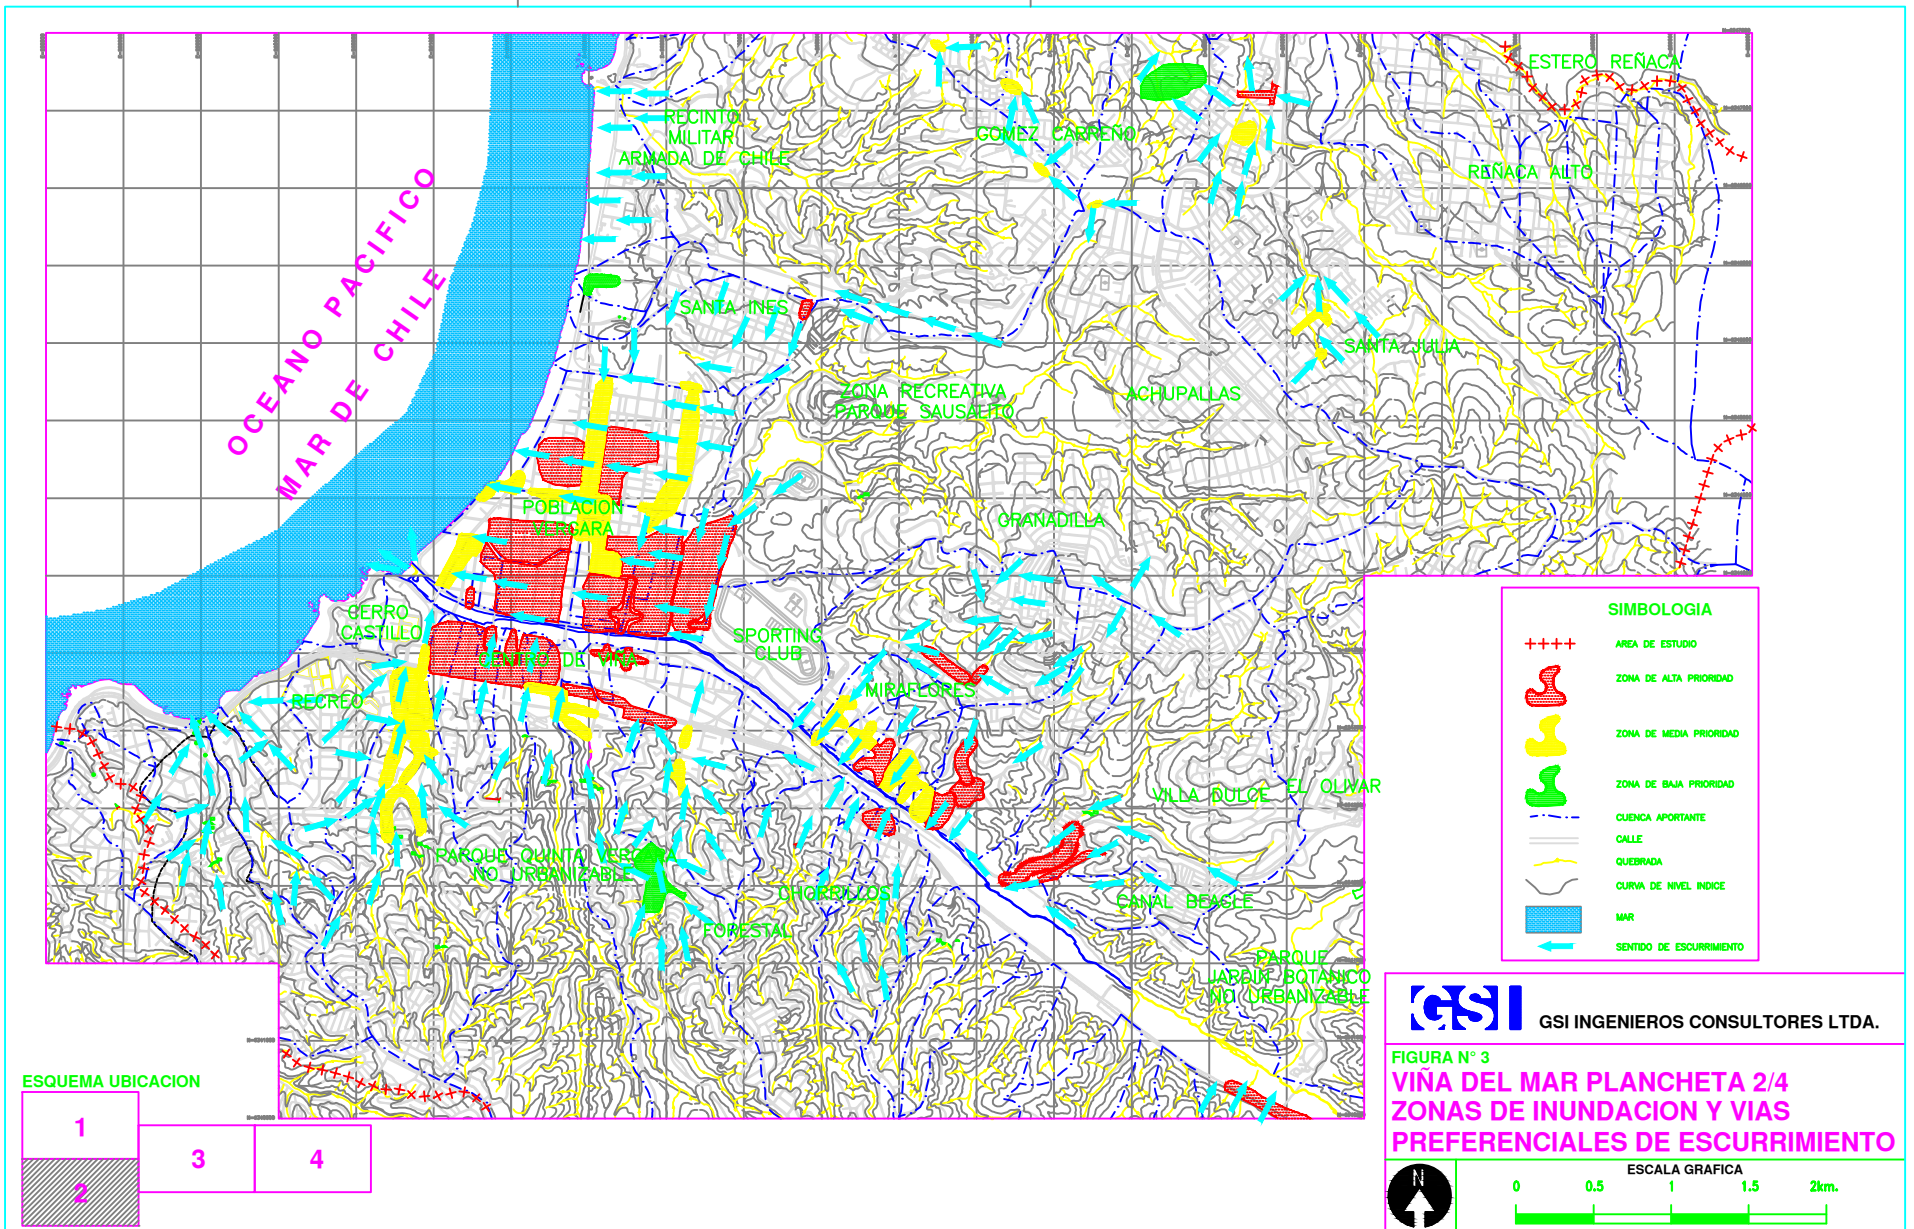 ESTERO REÑACA
RECINTO
MILITAR
ARMADA DE CHILE
GOMEZ CARREÑO
REÑACA ALTO
OCEANO PACIFICO
MAR DE CHILE
SANTA INES
SANTA JULIA
ZONA RECREATIVA
PARQUE SAUSALITO
ACHUPALLAS
POBLACION
VERGARA
GRANADILLA
CERRO
CASTILLO
SPORTING
CLUB
CENTRO DE VIÑA
RECREO
MIRAFLORES
VILLA DULCE
EL OLIVAR
PARQUE QUINTA VERGARA
NO URBANIZABLE
CHORRILLOS
CANAL BEAGLE
FORESTAL
PARQUE
JARDIN BOTANICO
NO URBANIZABLE
SIMBOLOGIA
AREA DE ESTUDIO
ZONA DE ALTA PRIORIDAD
ZONA DE MEDIA PRIORIDAD
ZONA DE BAJA PRIORIDAD
CUENCA APORTANTE
CALLE
QUEBRADA
CURVA DE NIVEL INDICE
MAR
SENTIDO DE ESCURRIMIENTO
GSI
GSI INGENIEROS CONSULTORES LTDA.
FIGURA N° 3
VIÑA DEL MAR PLANCHETA 2/4
ZONAS DE INUNDACION Y VIAS
PREFERENCIALES DE ESCURRIMIENTO
N
ESCALA GRAFICA
0 0.5 1 1.5 2km.
ESQUEMA UBICACION
1
2
3
4